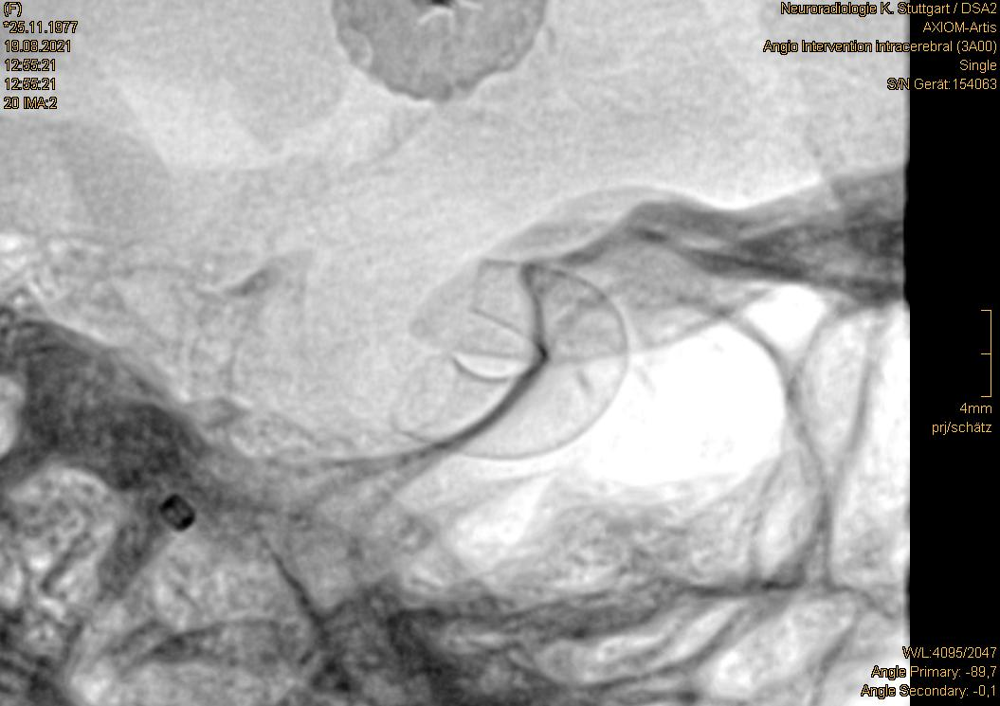 (F)
*25.11.1977
19.08.2021
12:55:21
12:55:21
20 IMA:2
Neuroradiologie K. Stuttgart / DSA2
AXIOM-Artis
Angio Intervention intracerebral (3A00)
Single
S/N Gerät:154063
4mm
prj/schätz
W/L:4095/2047
Angle Primary: -89,7
Angle Secondary: -0,1